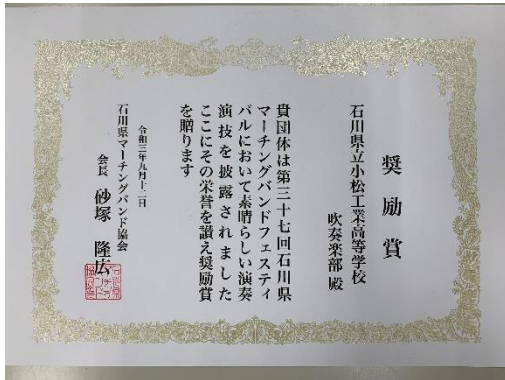 奨励賞
石川県立小松工業高等学校
吹奏楽部 殿
貴団体は第三十七回石川県
マーチングバンドフェスティ
バルにおいて素晴らしい演奏
演技を披露されました
ここにその栄誉を讃え奨励賞
を贈ります
令和三年九月十二日
石川県マーチングバンド協会
会長 砂塚 隆広